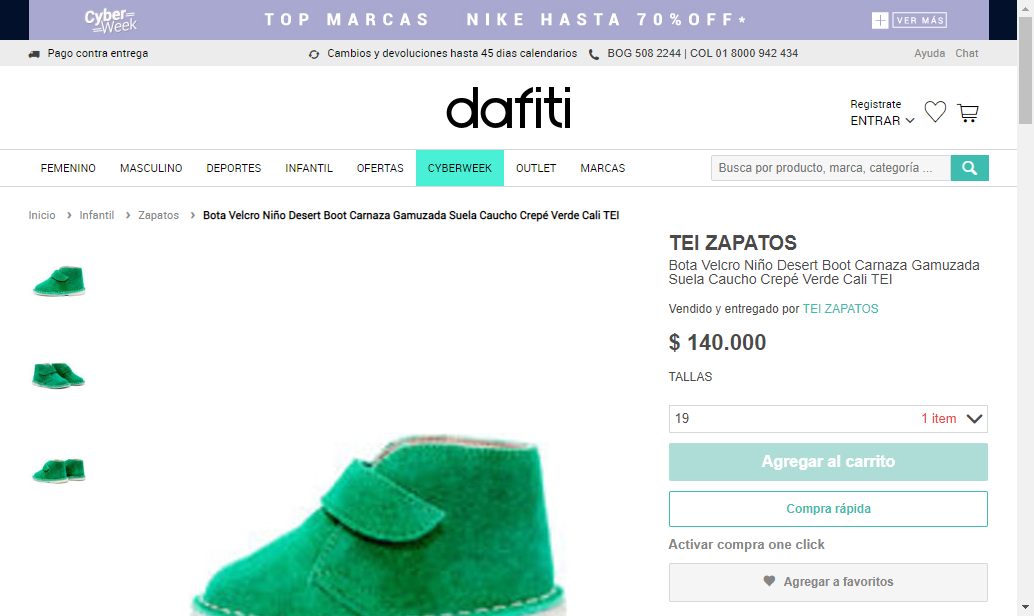 Cyber Week
TOP MARCAS NIKE HASTA 70%OFF*
VER MÁS
Pago contra entrega
Cambios y devoluciones hasta 45 dias calendarios
BOG 508 2244 | COL 01 8000 942 434
Ayuda
Chat
dafiti
Registrate
ENTRAR
FEMENINO
MASCULINO
DEPORTES
INFANTIL
OFERTAS
CYBERWEEK
OUTLET
MARCAS
Busca por producto, marca, categoría ...
Inicio › Infantil › Zapatos › Bota Velcro Niño Desert Boot Carnaza Gamuzada Suela Caucho Crepé Verde Cali TEI
TEI ZAPATOS
Bota Velcro Niño Desert Boot Carnaza Gamuzada
Suela Caucho Crepé Verde Cali TEI
Vendido y entregado por TEI ZAPATOS
$ 140.000
TALLAS
19 1 item
Agregar al carrito
Compra rápida
Activar compra one click
Agregar a favoritos